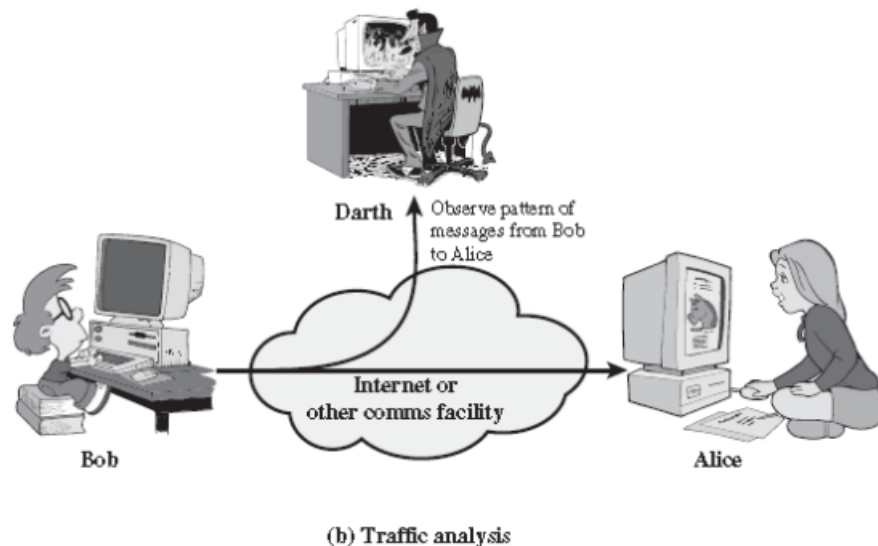 Darth
Observe pattern of
messages from Bob
to Alice
Internet or
other comms facility
Bob
Alice
(b) Traffic analysis